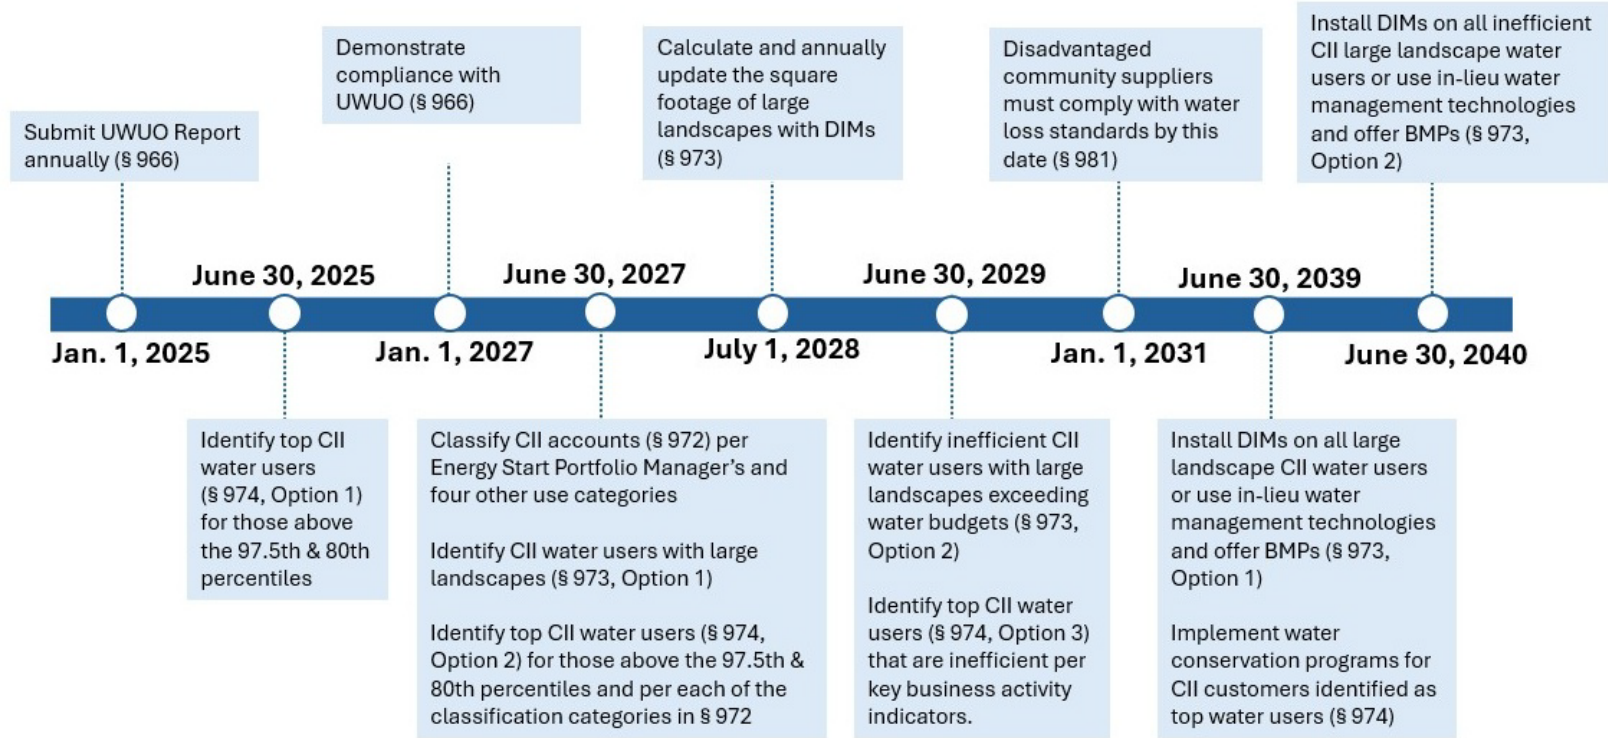 Submit UWUO Report
annually (§ 966)
Demonstrate
compliance with
UWUO (§ 966)
Calculate and annually
update the square
footage of large
landscapes with DIMs
(§ 973)
Disadvantaged
community suppliers
must comply with water
loss standards by this
date (§ 981)
Install DIMs on all inefficient
CII large landscape water
users or use in-lieu water
management technologies
and offer BMPs (§ 973,
Option 2)
June 30, 2025
June 30, 2027
June 30, 2029
June 30, 2039
Jan. 1, 2025
Jan. 1, 2027
July 1, 2028
Jan. 1, 2031
June 30, 2040
Identify top CII
water users
(§ 974, Option 1)
for those above
the 97.5th & 80th
percentiles
Classify CII accounts (§ 972) per
Energy Start Portfolio Manager’s and
four other use categories
Identify CII water users with large
landscapes (§ 973, Option 1)
Identify top CII water users (§ 974,
Option 2) for those above the 97.5th &
80th percentiles and per each of the
classification categories in § 972
Identify inefficient CII
water users with large
landscapes exceeding
water budgets (§ 973,
Option 2)
Identify top CII water
users (§ 974, Option 3)
that are inefficient per
key business activity
indicators.
Install DIMs on all large
landscape CII water users
or use in-lieu water
management technologies
and offer BMPs (§ 973,
Option 1)
Implement water
conservation programs for
CII customers identified as
top water users (§ 974)